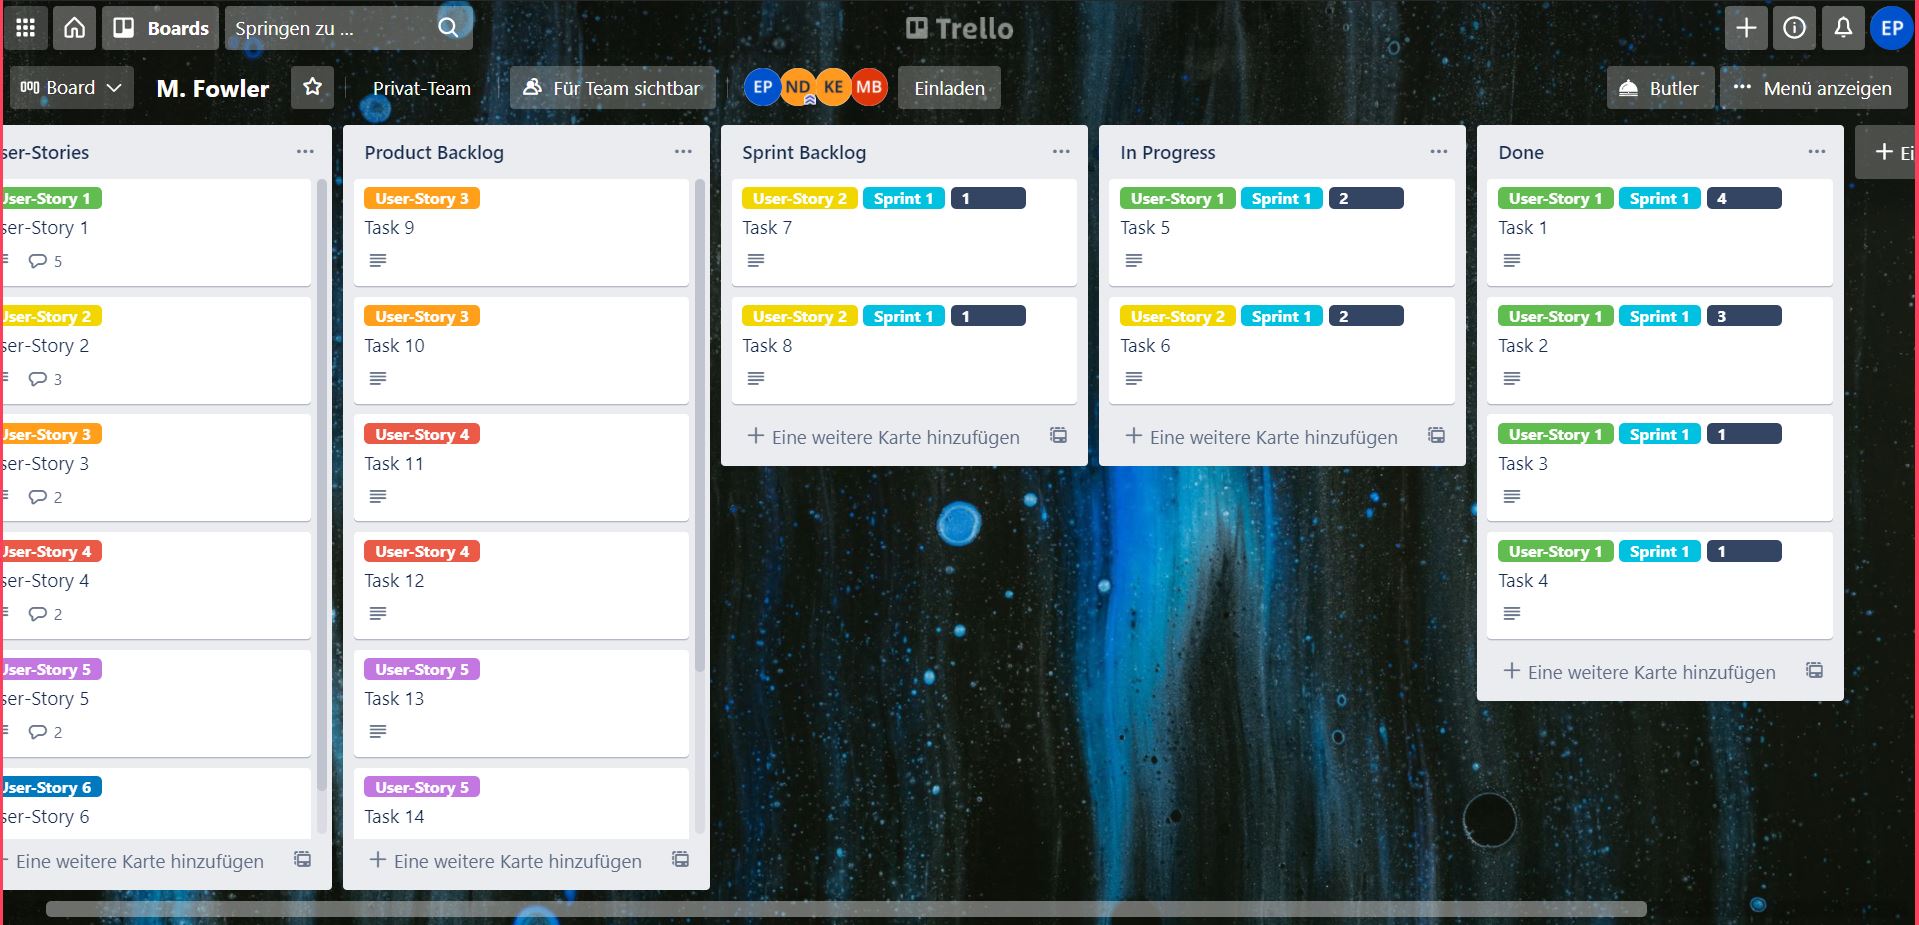 Boards
Springen zu ...
Trello
EP
Board
M. Fowler
Privat-Team
Für Team sichtbar
EP ND KE MB
Einladen
Butler
··· Menü anzeigen
ser-Stories
User-Story 1
ser-Story 1
5
User-Story 2
ser-Story 2
3
User-Story 3
ser-Story 3
2
User-Story 4
ser-Story 4
2
User-Story 5
ser-Story 5
2
User-Story 6
ser-Story 6
Eine weitere Karte hinzufügen
Product Backlog
User-Story 3
Task 9
User-Story 3
Task 10
User-Story 4
Task 11
User-Story 4
Task 12
User-Story 5
Task 13
User-Story 5
Task 14
+ Eine weitere Karte hinzufügen
Sprint Backlog
User-Story 2 Sprint 1 1
Task 7
User-Story 2 Sprint 1 1
Task 8
+ Eine weitere Karte hinzufügen
In Progress
User-Story 1 Sprint 1 2
Task 5
User-Story 2 Sprint 1 2
Task 6
+ Eine weitere Karte hinzufügen
Done
User-Story 1 Sprint 1 4
Task 1
User-Story 1 Sprint 1 3
Task 2
User-Story 1 Sprint 1 1
Task 3
User-Story 1 Sprint 1 1
Task 4
+ Eine weitere Karte hinzufügen
+ Ei